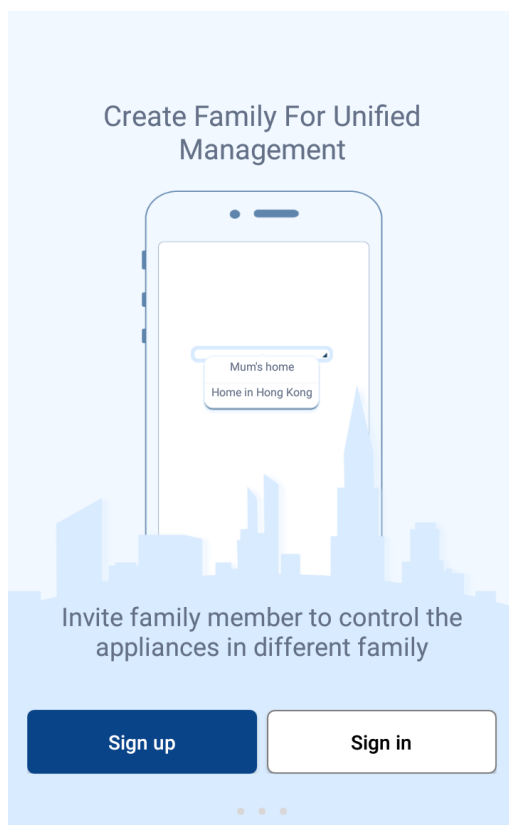 Create Family For Unified
Management
Mum's home
Home in Hong Kong
Invite family member to control the
appliances in different family
Sign up
Sign in